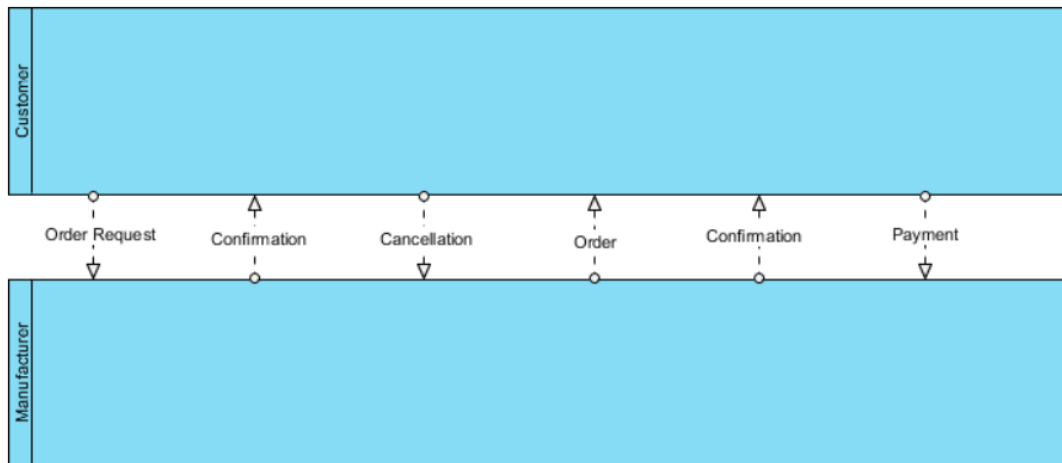 Customer
Order Request
Confirmation
Cancellation
Order
Confirmation
Payment
Manufacturer